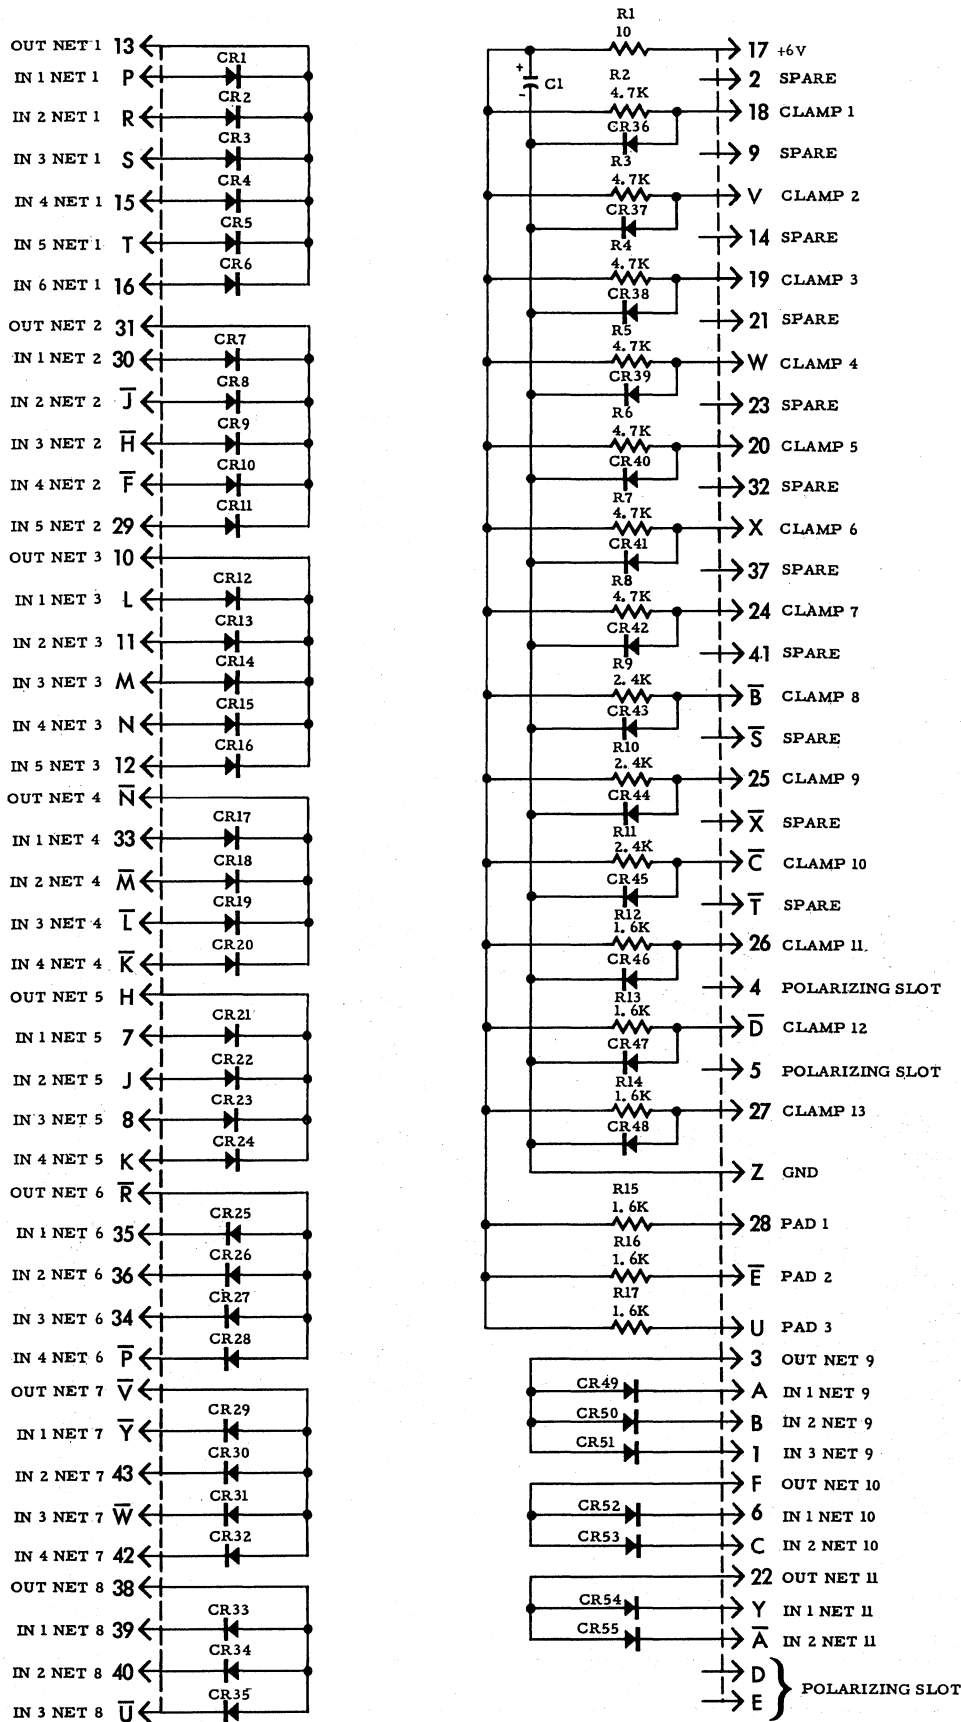 OUT NET 1 13
CR1
IN 1 NET 1 P
CR2
IN 2 NET 1 R
CR3
IN 3 NET 1 S
CR4
IN 4 NET 1 15
CR5
IN 5 NET 1 T
CR6
IN 6 NET 1 16
OUT NET 2 31
CR7
IN 1 NET 2 30
CR8
IN 2 NET 2 J̅
CR9
IN 3 NET 2 H̅
CR10
IN 4 NET 2 F̅
CR11
IN 5 NET 2 29
OUT NET 3 10
CR12
IN 1 NET 3 L
CR13
IN 2 NET 3 11
CR14
IN 3 NET 3 M
CR15
IN 4 NET 3 N
CR16
IN 5 NET 3 12
OUT NET 4 N̅
CR17
IN 1 NET 4 33
CR18
IN 2 NET 4 M̅
CR19
IN 3 NET 4 L̅
CR20
IN 4 NET 4 K̅
OUT NET 5 H
CR21
IN 1 NET 5 7
CR22
IN 2 NET 5 J
CR23
IN 3 NET 5 8
CR24
IN 4 NET 5 K
OUT NET 6 R̅
CR25
IN 1 NET 6 35
CR26
IN 2 NET 6 36
CR27
IN 3 NET 6 34
CR28
IN 4 NET 6 P̅
OUT NET 7 V̅
CR29
IN 1 NET 7 Y̅
CR30
IN 2 NET 7 43
CR31
IN 3 NET 7 W̅
CR32
IN 4 NET 7 42
OUT NET 8 38
CR33
IN 1 NET 8 39
CR34
IN 2 NET 8 40
CR35
IN 3 NET 8 U̅
R1
10
17 +6V
+
C1
-
2 SPARE
R2
4.7K
18 CLAMP 1
CR36
9 SPARE
R3
4.7K
V CLAMP 2
CR37
14 SPARE
R4
4.7K
19 CLAMP 3
CR38
21 SPARE
R5
4.7K
W CLAMP 4
CR39
23 SPARE
R6
4.7K
20 CLAMP 5
CR40
32 SPARE
R7
4.7K
X CLAMP 6
CR41
37 SPARE
R8
4.7K
24 CLAMP 7
CR42
41 SPARE
R9
2.4K
B̅ CLAMP 8
CR43
S̅ SPARE
R10
2.4K
25 CLAMP 9
CR44
X̅ SPARE
R11
2.4K
C̅ CLAMP 10
CR45
T̅ SPARE
R12
1.6K
26 CLAMP 11
CR46
4 POLARIZING SLOT
R13
1.6K
D̅ CLAMP 12
CR47
5 POLARIZING SLOT
R14
1.6K
27 CLAMP 13
CR48
Z GND
R15
1.6K
28 PAD 1
R16
1.6K
E̅ PAD 2
R17
1.6K
U PAD 3
3 OUT NET 9
CR49
A IN 1 NET 9
CR50
B IN 2 NET 9
CR51
1 IN 3 NET 9
F OUT NET 10
CR52
6 IN 1 NET 10
CR53
C IN 2 NET 10
22 OUT NET 11
CR54
Y IN 1 NET 11
CR55
A̅ IN 2 NET 11
D
E
POLARIZING SLOT